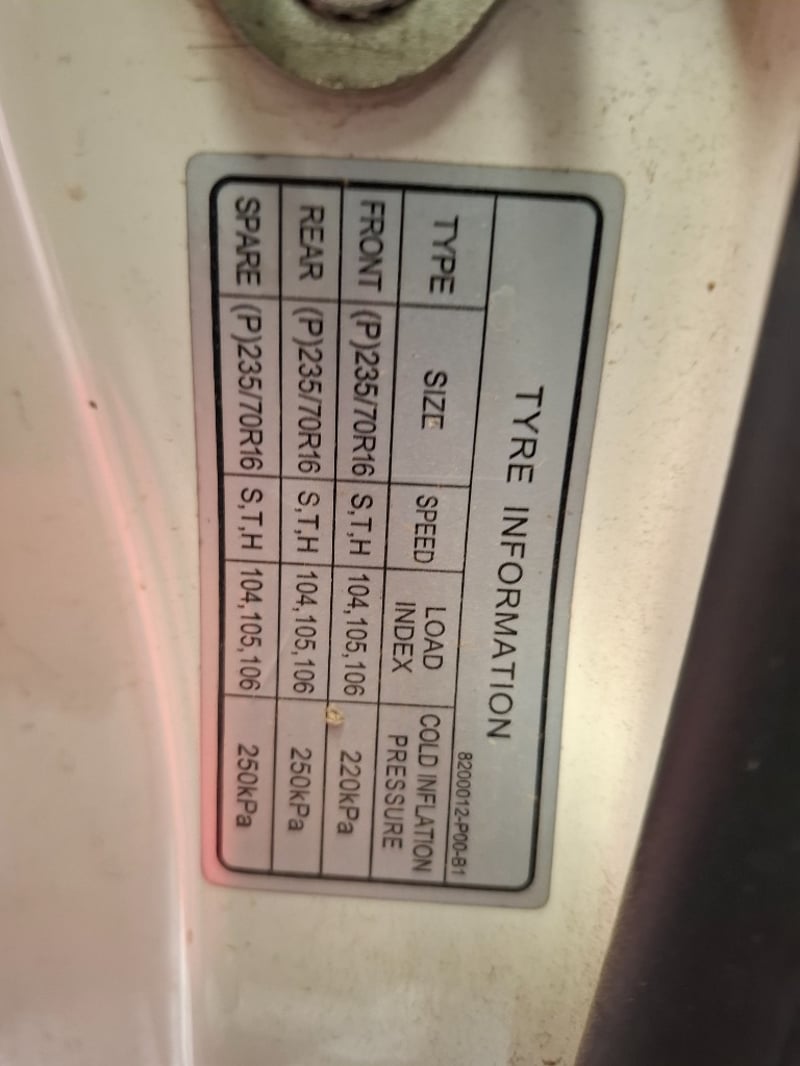 TYRE INFORMATION
8200012-P00-B1
TYPE SIZE SPEED LOAD INDEX COLD INFLATION PRESSURE
FRONT (P)235/70R16 S,T,H 104,105,106 220kPa
REAR (P)235/70R16 S,T,H 104,105,106 250kPa
SPARE (P)235/70R16 S,T,H 104,105,106 250kPa